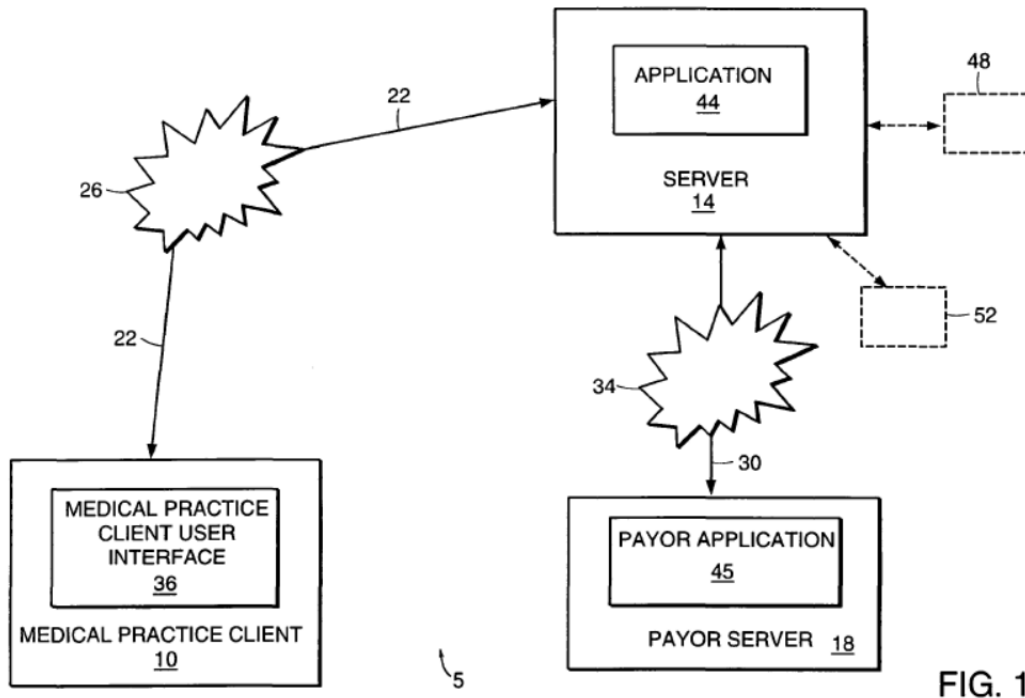 48
22
APPLICATION
44
26
SERVER
14
22
52
34
30
MEDICAL PRACTICE
CLIENT USER
INTERFACE
36
PAYOR APPLICATION
45
MEDICAL PRACTICE CLIENT
10
PAYOR SERVER 18
5
FIG. 1